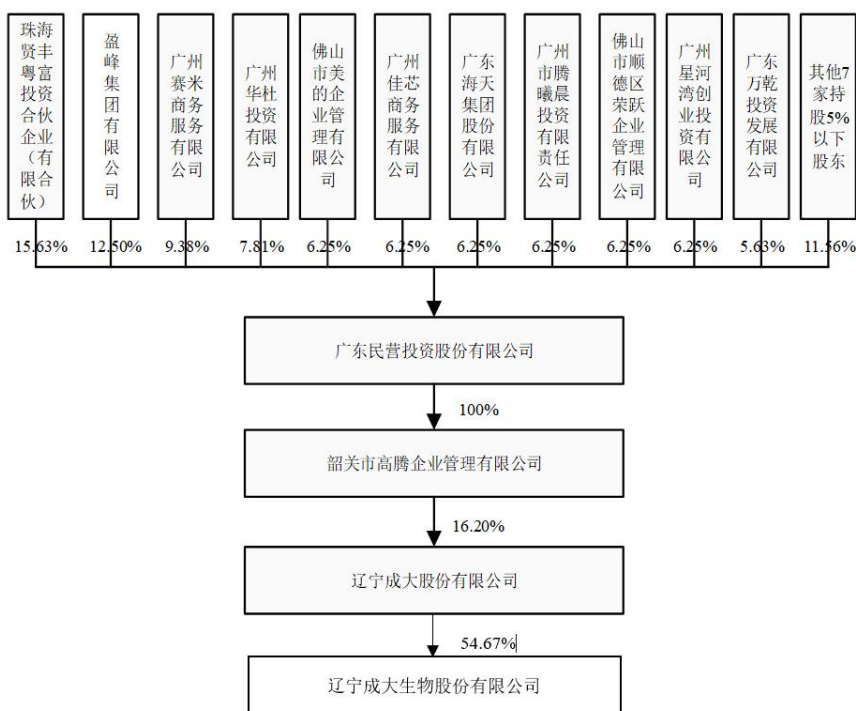 珠海贤丰粤富投资合伙企业（有限合伙）
盈峰集团有限公司
广州赛米商务服务有限公司
广州华杜投资有限公司
佛山市美的企业管理有限公司
广州佳芯商务服务有限公司
广东海天集团股份有限公司
广州市腾曦晨投资有限责任公司
佛山市顺德区荣跃企业管理有限公司
广州星河湾创业投资有限公司
广东万乾投资发展有限公司
其他7家持股5%以下股东
15.63% 12.50% 9.38% 7.81% 6.25% 6.25% 6.25% 6.25% 6.25% 6.25% 5.63% 11.56%
广东民营投资股份有限公司
100%
韶关市高腾企业管理有限公司
16.20%
辽宁成大股份有限公司
54.67%
辽宁成大生物股份有限公司